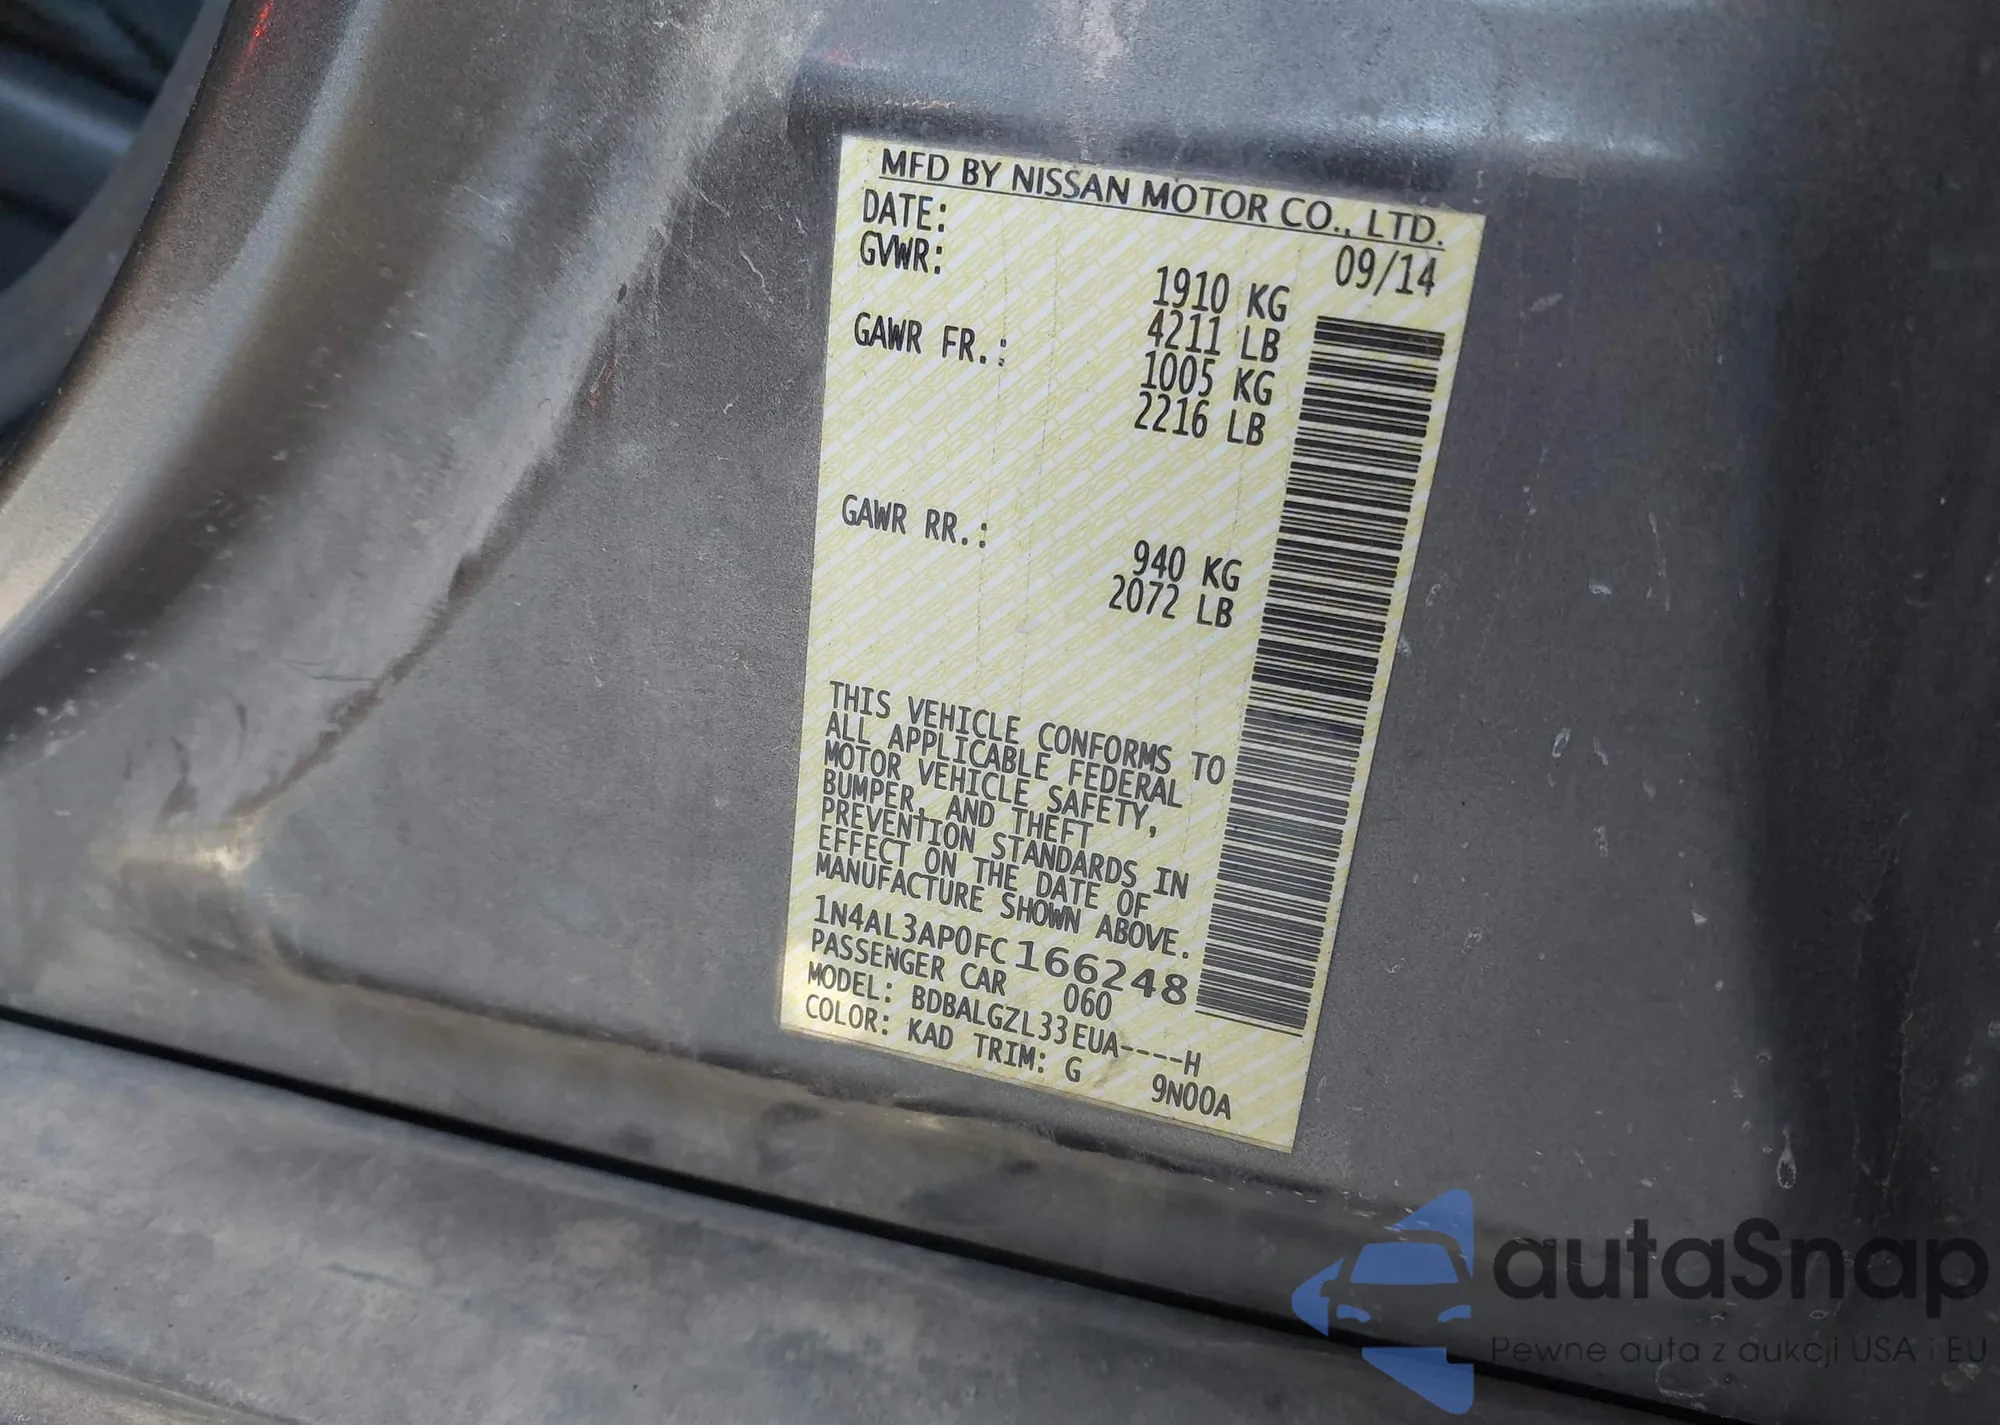 MFD BY NISSAN MOTOR CO., LTD.
DATE: 09/14
GVWR: 1910 KG
4211 LB
GAWR FR.: 1005 KG
2216 LB
GAWR RR.: 940 KG
2072 LB
THIS VEHICLE CONFORMS TO
ALL APPLICABLE FEDERAL
MOTOR VEHICLE SAFETY,
BUMPER, AND THEFT
PREVENTION STANDARDS IN
EFFECT ON THE DATE OF
MANUFACTURE SHOWN ABOVE.
1N4AL3AP0FC166248
PASSENGER CAR 060
MODEL: BDBALGZL33EUA----H
COLOR: KAD TRIM: G 9N00A
autaSnap
Pewne auta z aukcji USA i EU